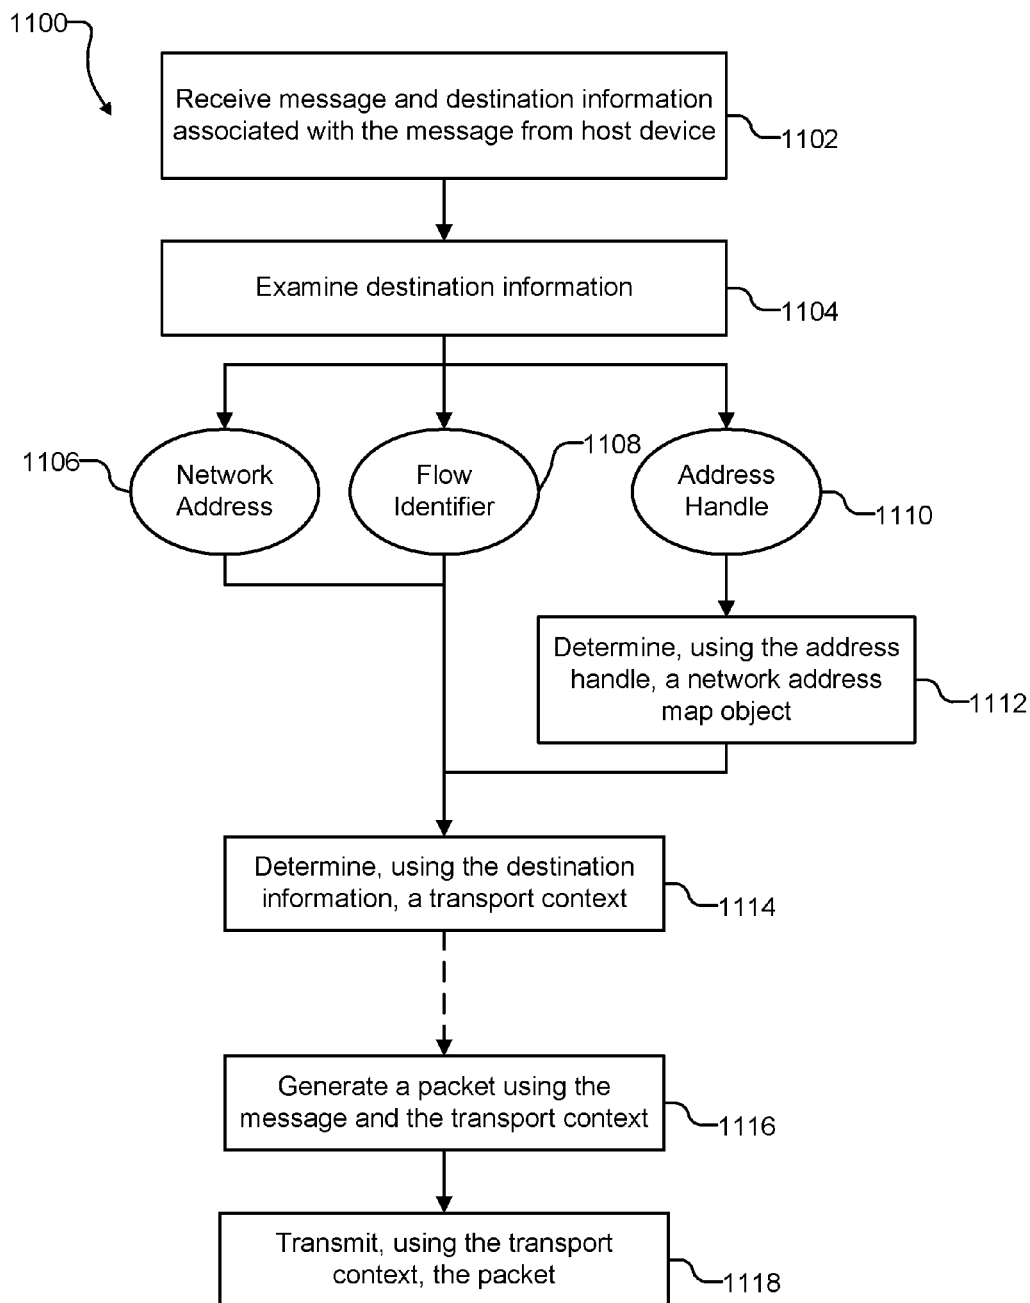 1100
Receive message and destination information
associated with the message from host device
1102
Examine destination information
1104
1106
Network
Address
Flow
Identifier
1108
Address
Handle
1110
Determine, using the address
handle, a network address
map object
1112
Determine, using the destination
information, a transport context
1114
Generate a packet using the
message and the transport context
1116
Transmit, using the transport
context, the packet
1118